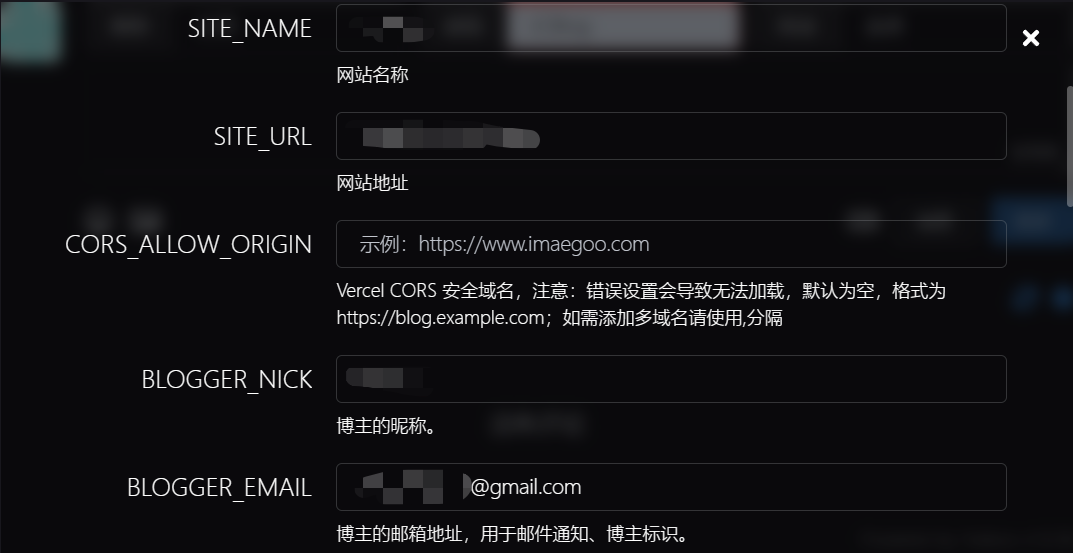 SITE_NAME
网站名称
SITE_URL
网站地址
CORS_ALLOW_ORIGIN
示例：https://www.imaegoo.com
Vercel CORS 安全域名，注意：错误设置会导致无法加载，默认为空，格式为
https://blog.example.com；如需添加多域名请使用,分隔
BLOGGER_NICK
博主的昵称。
BLOGGER_EMAIL
@gmail.com
博主的邮箱地址，用于邮件通知、博主标识。